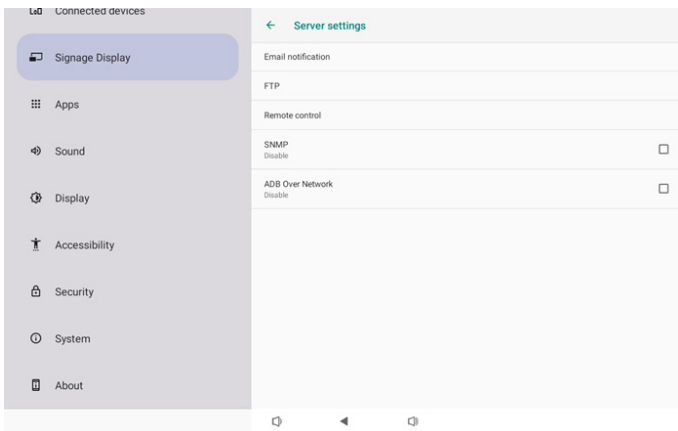 Connected devices
Signage Display
Apps
Sound
Display
Accessibility
Security
System
About
Server settings
Email notification
FTP
Remote control
SNMP
Disable
ADB Over Network
Disable